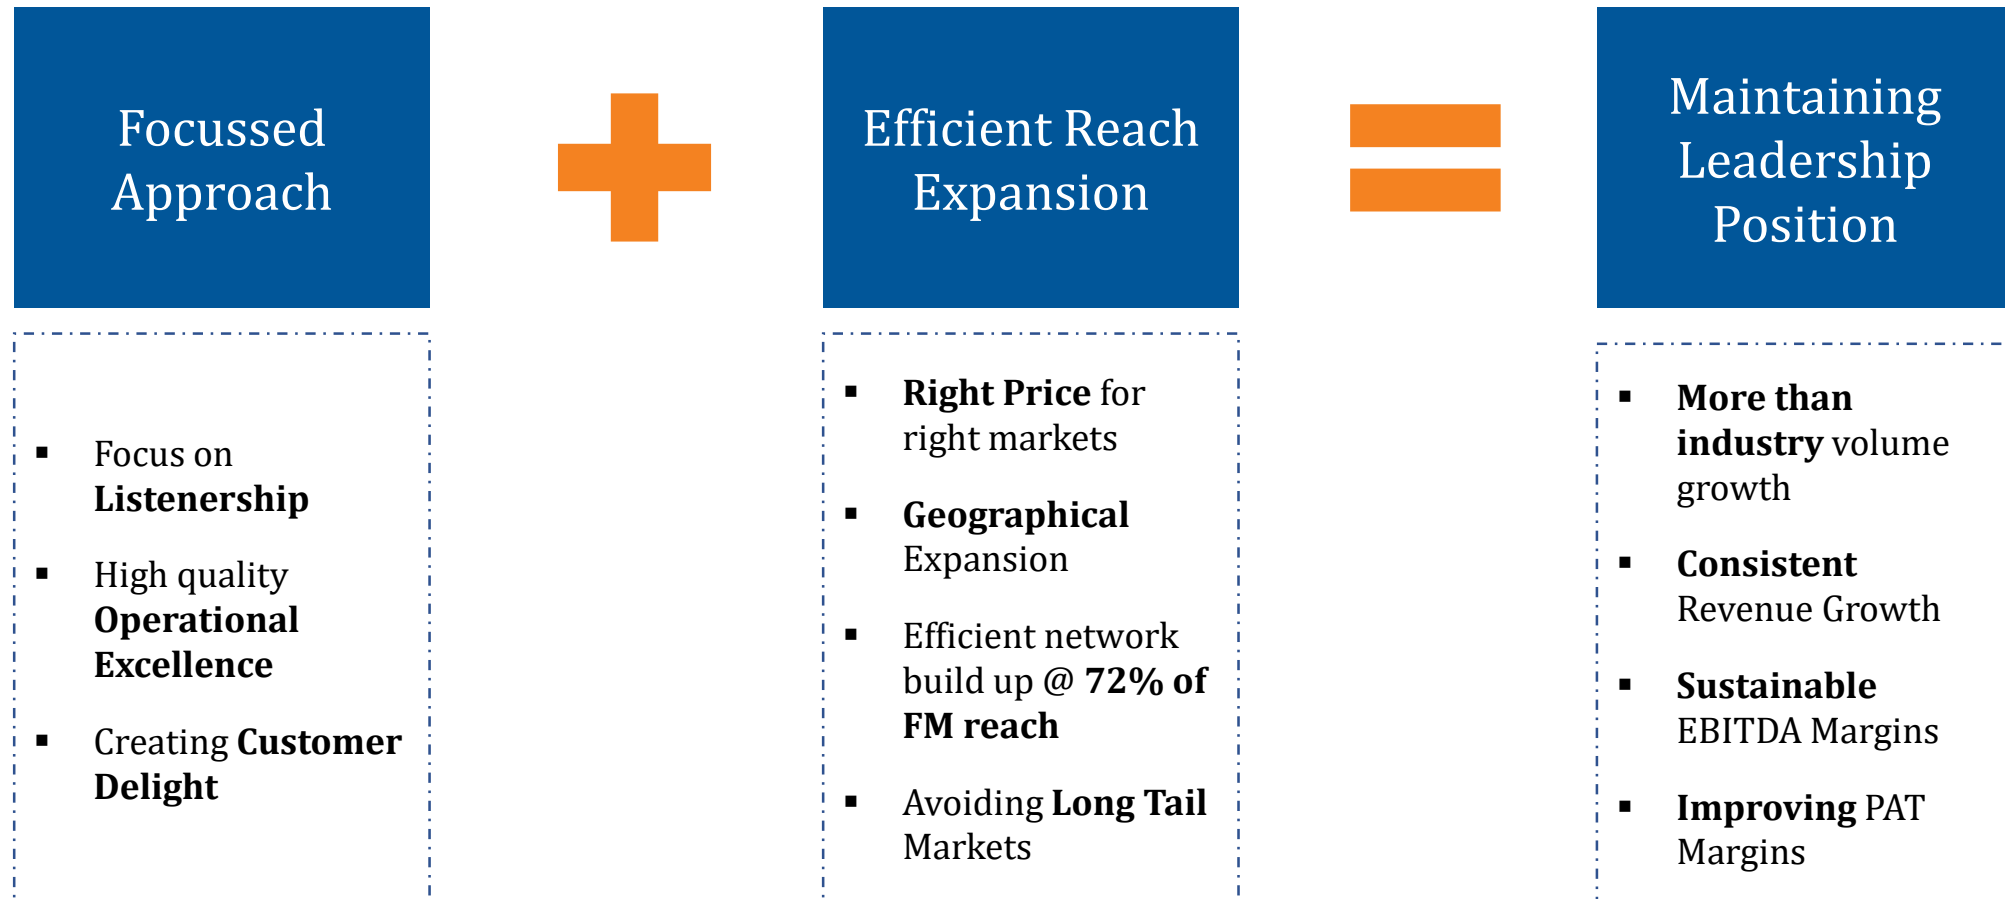 Focussed
Approach
Efficient Reach
Expansion
Maintaining
Leadership
Position
▪ Focus on
Listenership
▪ High quality
Operational
Excellence
▪ Creating Customer
Delight
▪ Right Price for
right markets
▪ Geographical
Expansion
▪ Efficient network
build up @ 72% of
FM reach
▪ Avoiding Long Tail
Markets
▪ More than
industry volume
growth
▪ Consistent
Revenue Growth
▪ Sustainable
EBITDA Margins
▪ Improving PAT
Margins